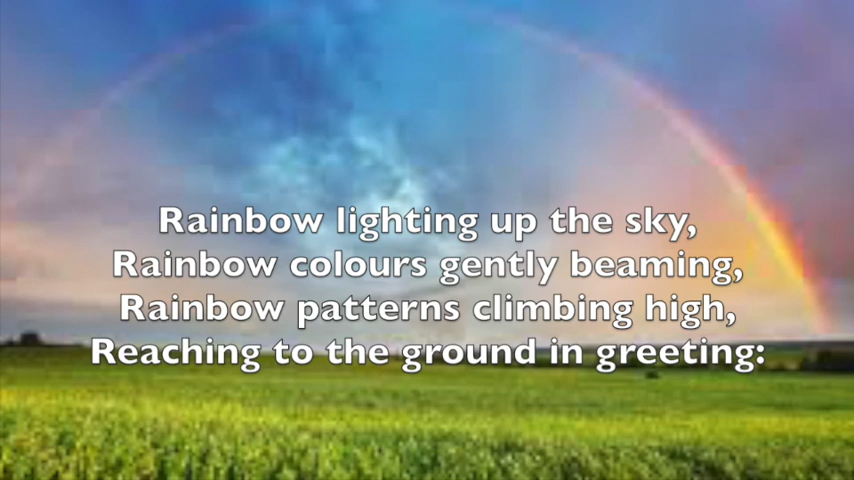 Rainbow lighting up the sky,
Rainbow colours gently beaming,
Rainbow patterns climbing high,
Reaching to the ground in greeting: